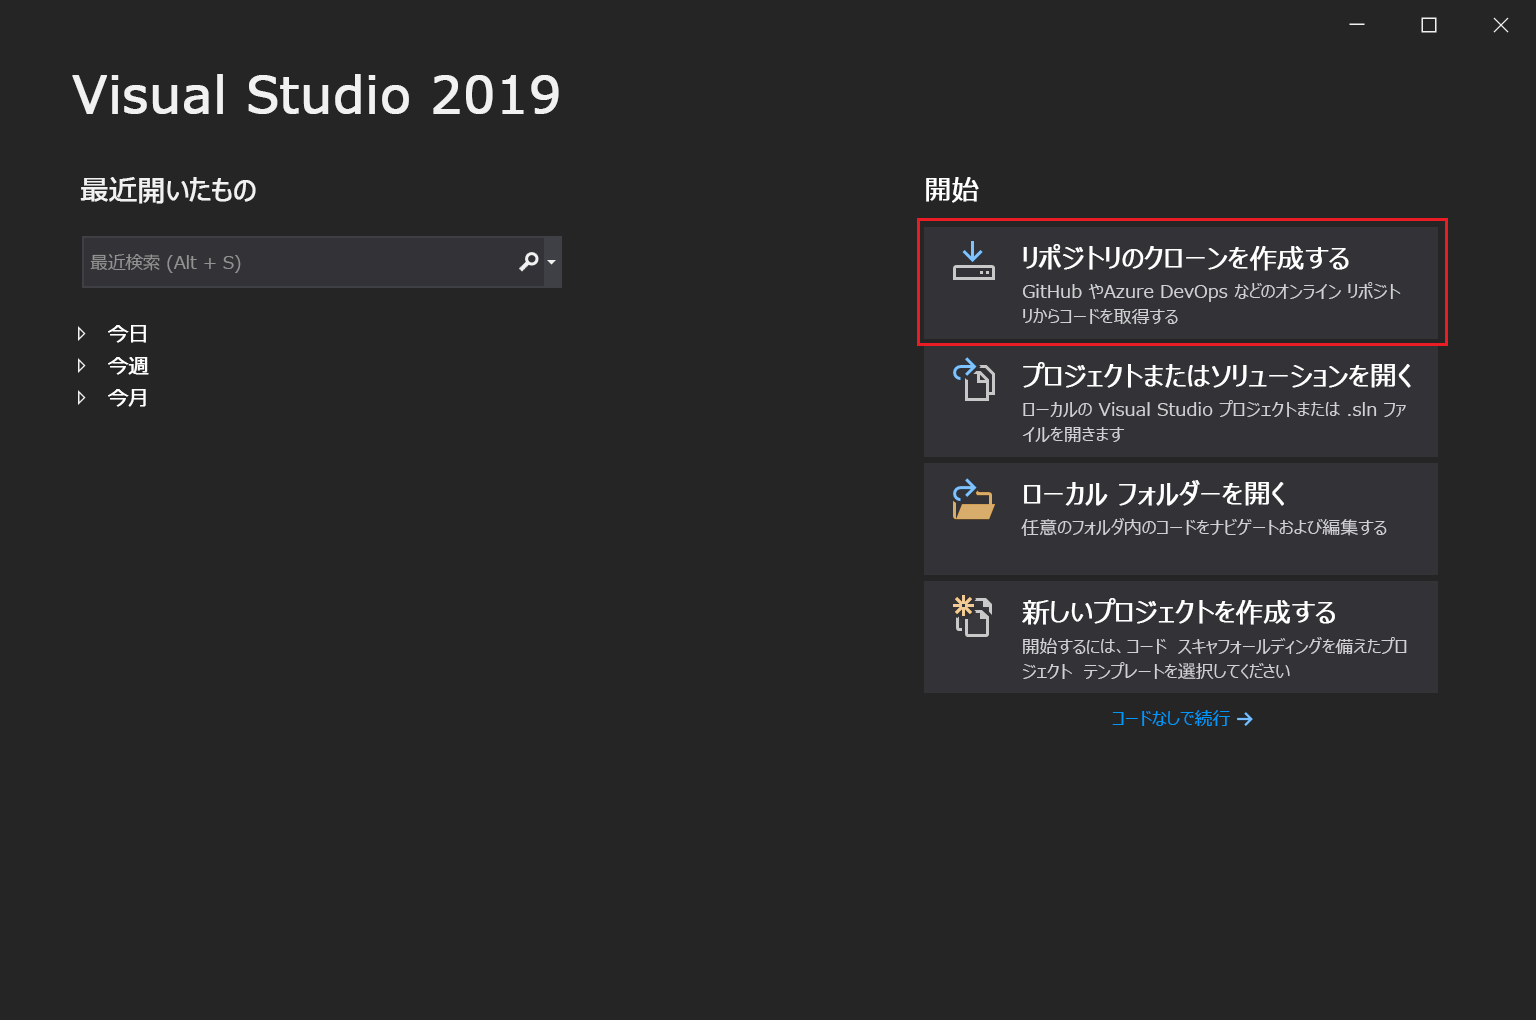 Visual Studio 2019
最近開いたもの
最近検索 (Alt + S)
今日
今週
今月
開始
リポジトリのクローンを作成する
GitHub やAzure DevOps などのオンライン リポジト
リからコードを取得する
プロジェクトまたはソリューションを開く
ローカルの Visual Studio プロジェクトまたは .sln ファ
イルを開きます
ローカル フォルダーを開く
任意のフォルダ内のコードをナビゲートおよび編集する
新しいプロジェクトを作成する
開始するには、コード スキャフォールディングを備えたプロ
ジェクト テンプレートを選択してください
コードなしで続行